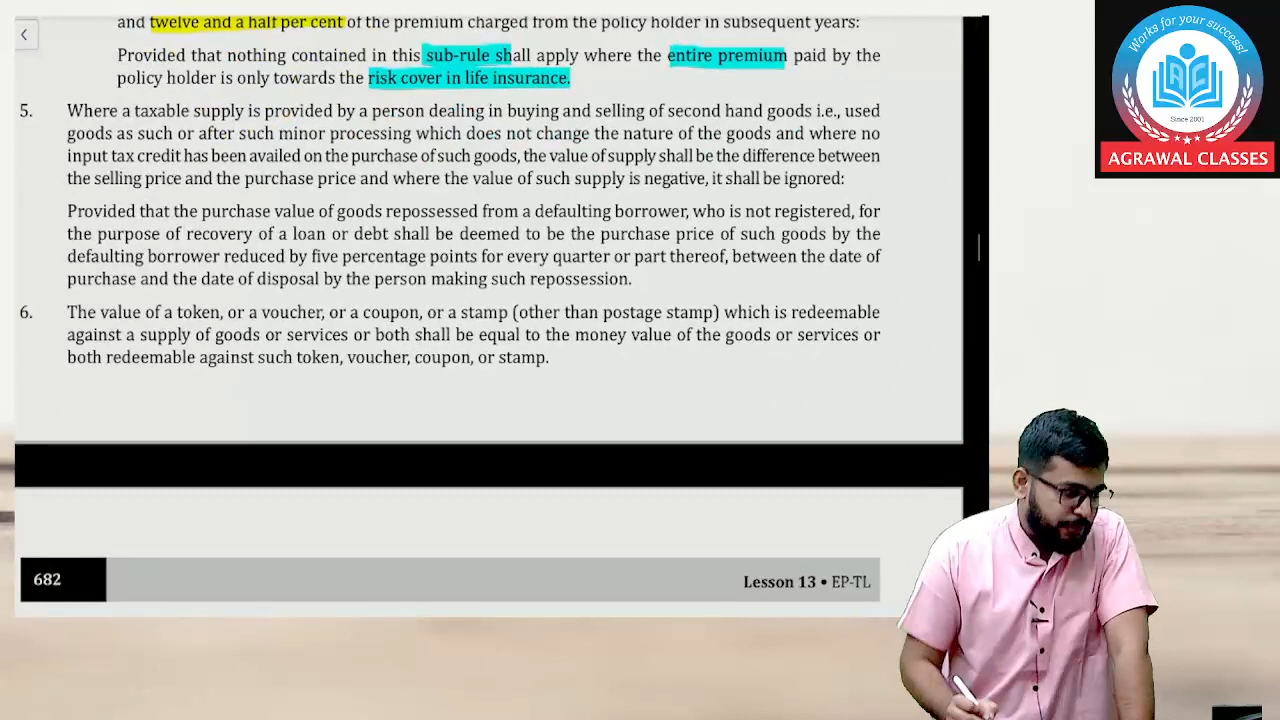 and twelve and a half per cent of the premium charged from the policy holder in subsequent years:
Provided that nothing contained in this sub-rule shall apply where the entire premium paid by the
policy holder is only towards the risk cover in life insurance.
5. Where a taxable supply is provided by a person dealing in buying and selling of second hand goods i.e., used
goods as such or after such minor processing which does not change the nature of the goods and where no
input tax credit has been availed on the purchase of such goods, the value of supply shall be the difference between
the selling price and the purchase price and where the value of such supply is negative, it shall be ignored:
Provided that the purchase value of goods repossessed from a defaulting borrower, who is not registered, for
the purpose of recovery of a loan or debt shall be deemed to be the purchase price of such goods by the
defaulting borrower reduced by five percentage points for every quarter or part thereof, between the date of
purchase and the date of disposal by the person making such repossession.
6. The value of a token, or a voucher, or a coupon, or a stamp (other than postage stamp) which is redeemable
against a supply of goods or services or both shall be equal to the money value of the goods or services or
both redeemable against such token, voucher, coupon, or stamp.
682
Lesson 13 • EP-TL
Works for your success!
AC
Since 2001
AGRAWAL CLASSES